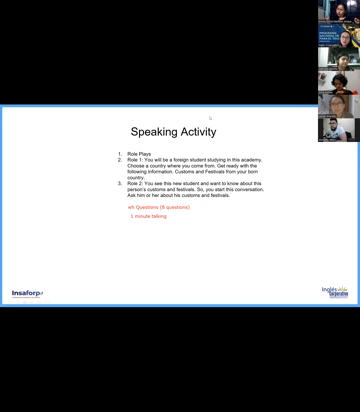 Speaking Activity
1. Role Plays
2. Role 1: You will be a foreign student studying in this academy.
Choose a country where you come from. Get ready with the
following information. Customs and Festivals from your born
country.
3. Role 2: You see this new student and want to know about this
person's customs and festivals. So, you start this conversation.
Ask him or her about his customs and festivals.
wh Questions (8 questions)
1 minute talking
Insaforp
Inglés
Corporativo